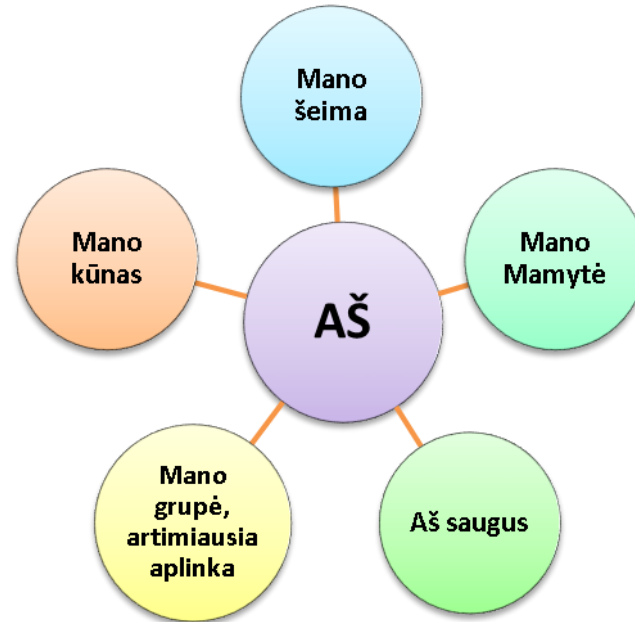 Mano
šeima
Mano
kūnas
Mano
Mamytė
AŠ
Mano
grupė,
artimiausia
aplinka
Aš saugus